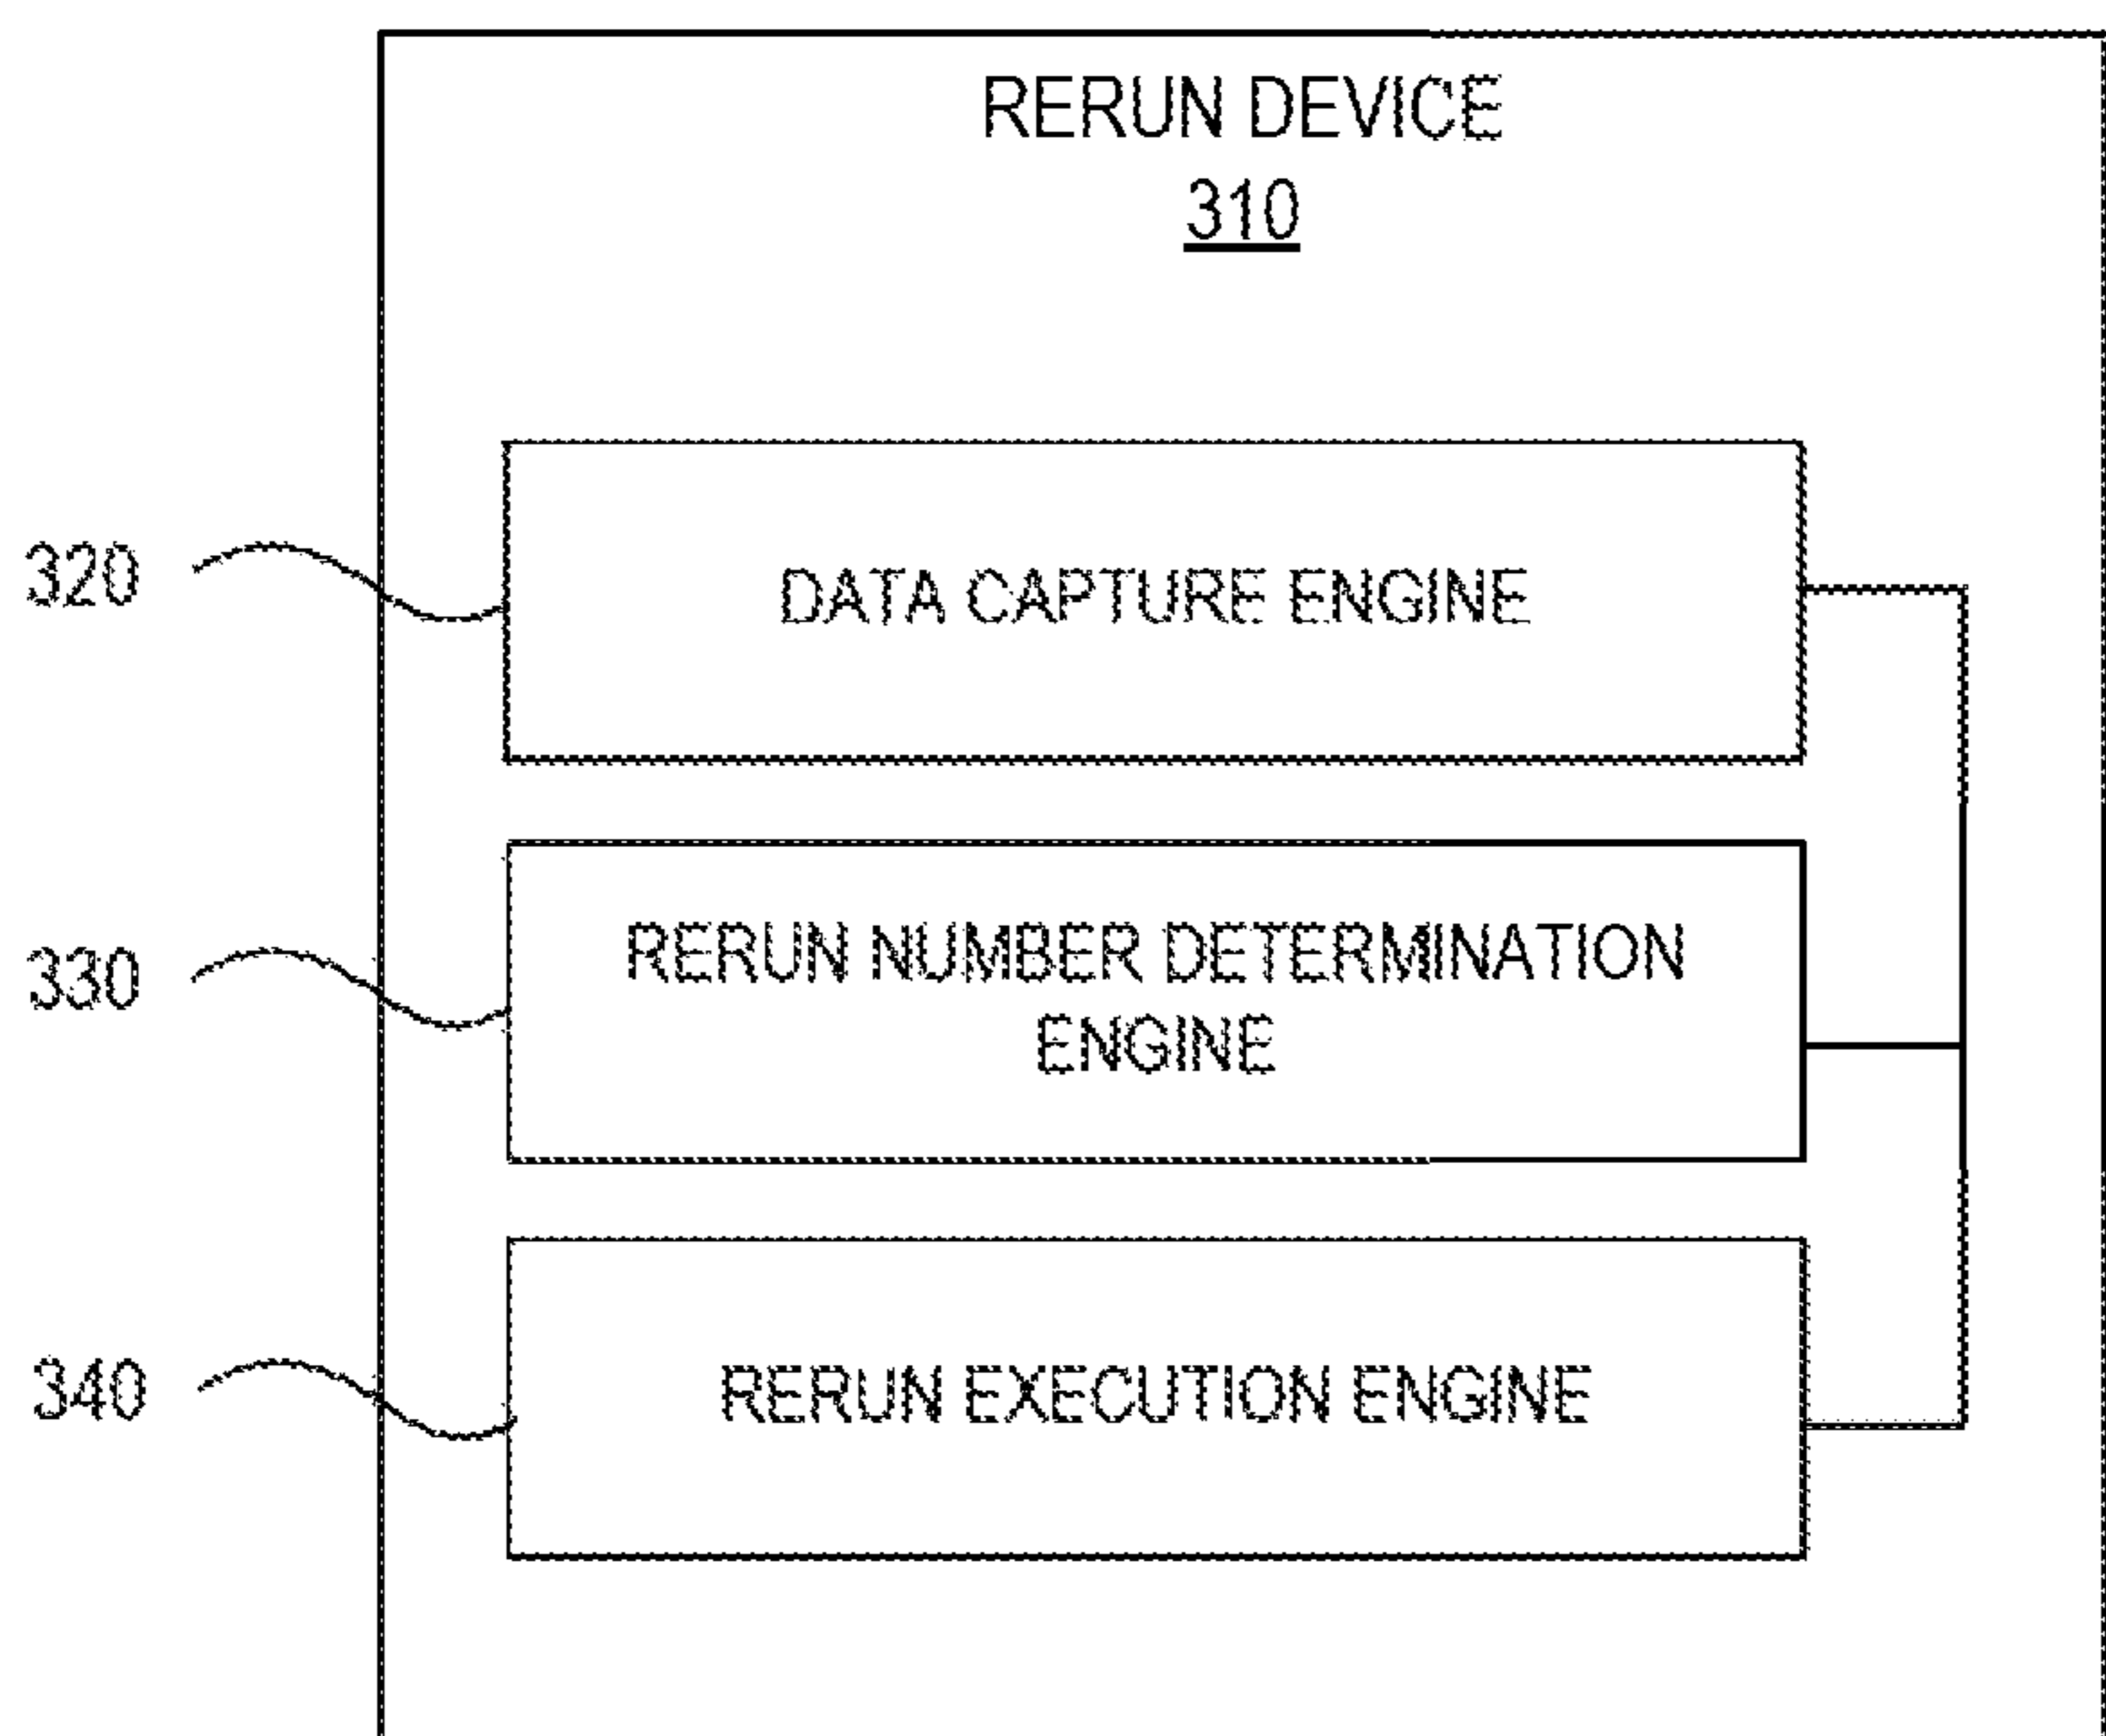 RERUN DEVICE
310
320
DATA CAPTURE ENGINE
330
RERUN NUMBER DETERMINATION
ENGINE
340
RERUN EXECUTION ENGINE